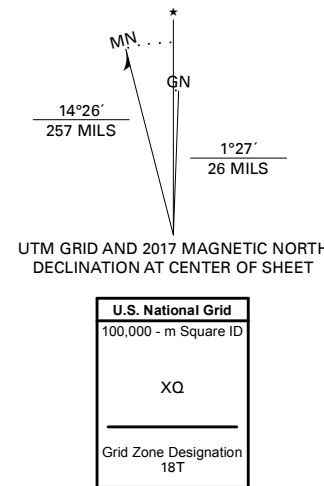 ★
MN
GN
14°26´
257 MILS
1°27´
26 MILS
UTM GRID AND 2017 MAGNETIC NORTH
DECLINATION AT CENTER OF SHEET
U.S. National Grid
100,000 - m Square ID
XQ
Grid Zone Designation
18T